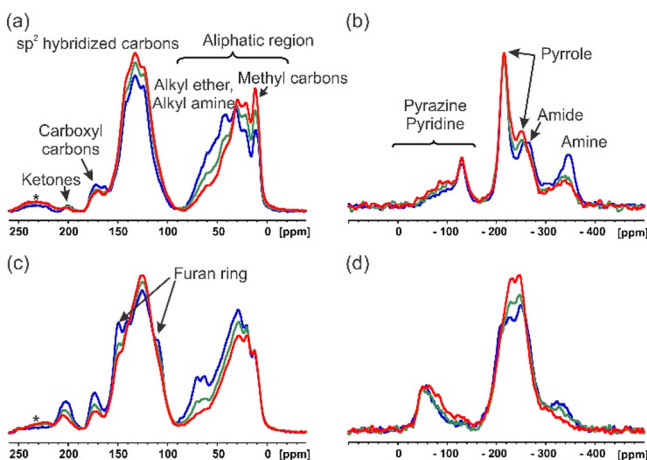 (a)
sp² hybridized carbons
Aliphatic region
Alkyl ether,
Alkyl amine
Methyl carbons
Carboxyl
carbons
Ketones
*
250 200 150 100 50 0 [ppm]
(b)
Pyrrole
Pyrazine
Pyridine
Amide
Amine
0 - 100 - 200 - 300 - 400 [ppm]
(c)
Furan ring
*
250 200 150 100 50 0 [ppm]
(d)
0 - 100 - 200 - 300 - 400 [ppm]